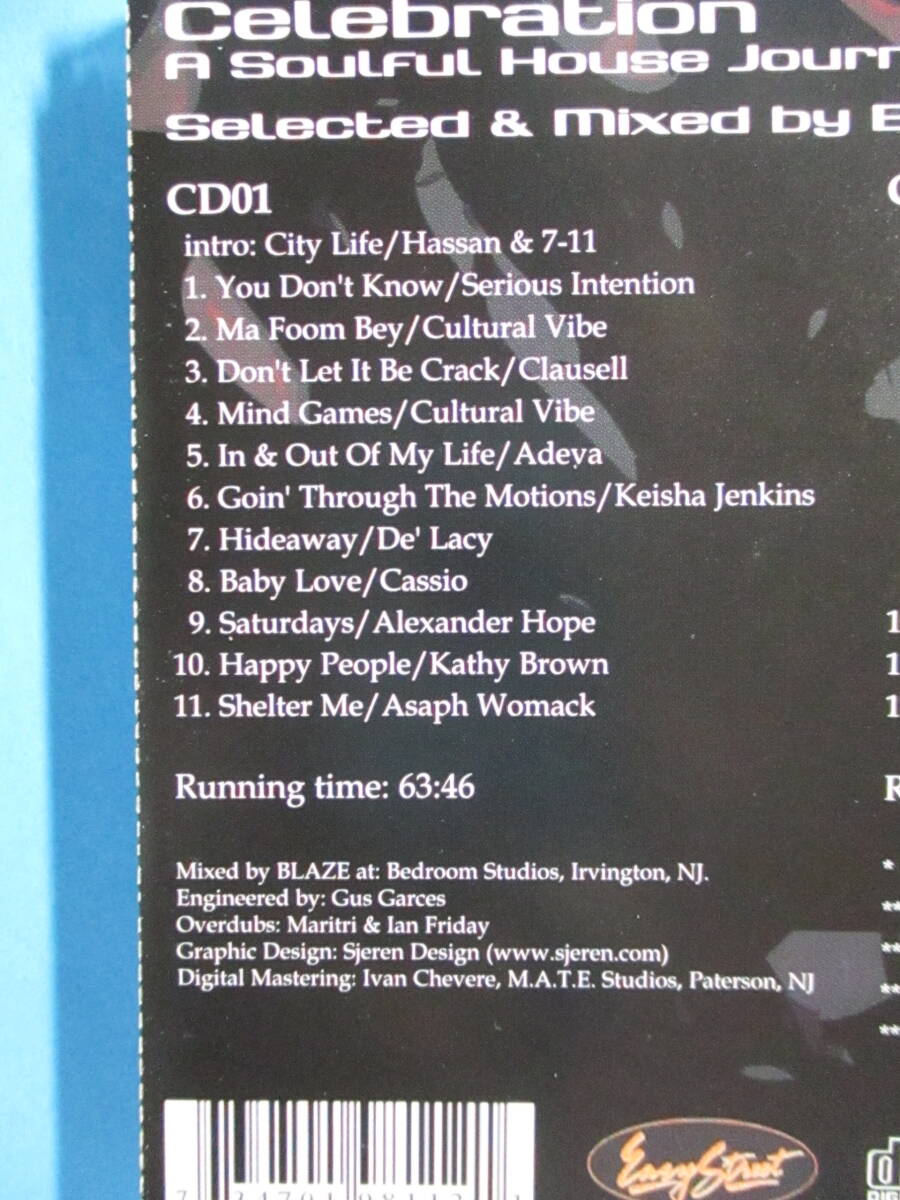 Celebration
A Soulful House Journ
Selected & Mixed by B
CD01
intro: City Life/Hassan & 7-11
1. You Don't Know/Serious Intention
2. Ma Foom Bey/Cultural Vibe
3. Don't Let It Be Crack/Clausell
4. Mind Games/Cultural Vibe
5. In & Out Of My Life/Adeva
6. Goin' Through The Motions/Keisha Jenkins
7. Hideaway/De' Lacy
8. Baby Love/Cassio
9. Saturdays/Alexander Hope
10. Happy People/Kathy Brown
11. Shelter Me/Asaph Womack
Running time: 63:46
Mixed by BLAZE at: Bedroom Studios, Irvington, NJ.
Engineered by: Gus Garces
Overdubs: Maritri & Ian Friday
Graphic Design: Sjeren Design (www.sjeren.com)
Digital Mastering: Ivan Chevere, M.A.T.E. Studios, Paterson, NJ
Easy Street